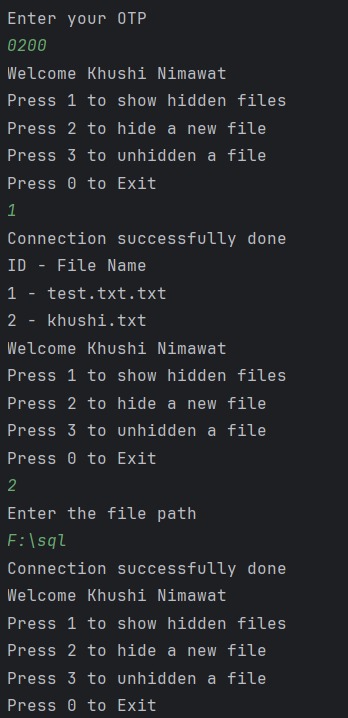 Enter your OTP
0200
Welcome Khushi Nimawat
Press 1 to show hidden files
Press 2 to hide a new file
Press 3 to unhidden a file
Press 0 to Exit
1
Connection successfully done
ID - File Name
1 - test.txt.txt
2 - khushi.txt
Welcome Khushi Nimawat
Press 1 to show hidden files
Press 2 to hide a new file
Press 3 to unhidden a file
Press 0 to Exit
2
Enter the file path
F:\sql
Connection successfully done
Welcome Khushi Nimawat
Press 1 to show hidden files
Press 2 to hide a new file
Press 3 to unhidden a file
Press 0 to Exit